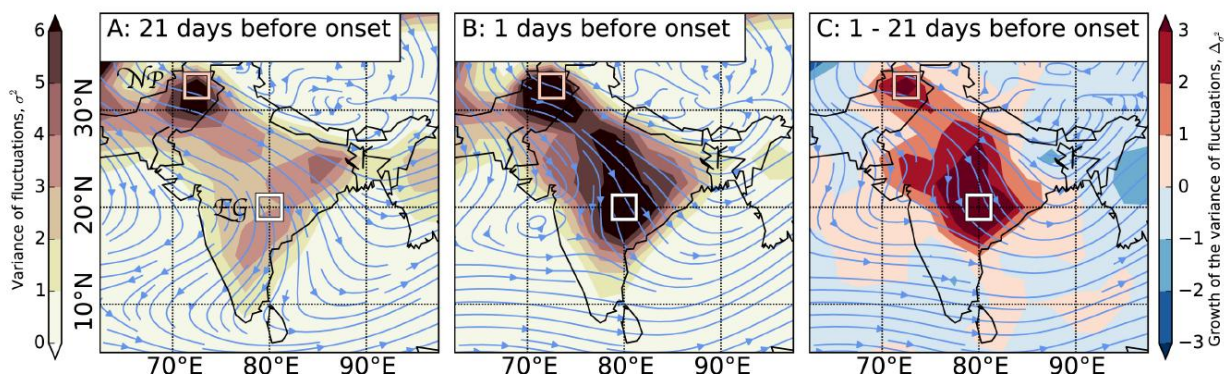 A: 21 days before onset
B: 1 days before onset
C: 1 - 21 days before onset
Variance of fluctuations, σ²
6
5
4
3
2
1
0
30°N
20°N
10°N
NP
EG
70°E
80°E
90°E
70°E
80°E
90°E
70°E
80°E
90°E
3
2
1
0
−1
−2
−3
Growth of the variance of fluctuations, Δσ²